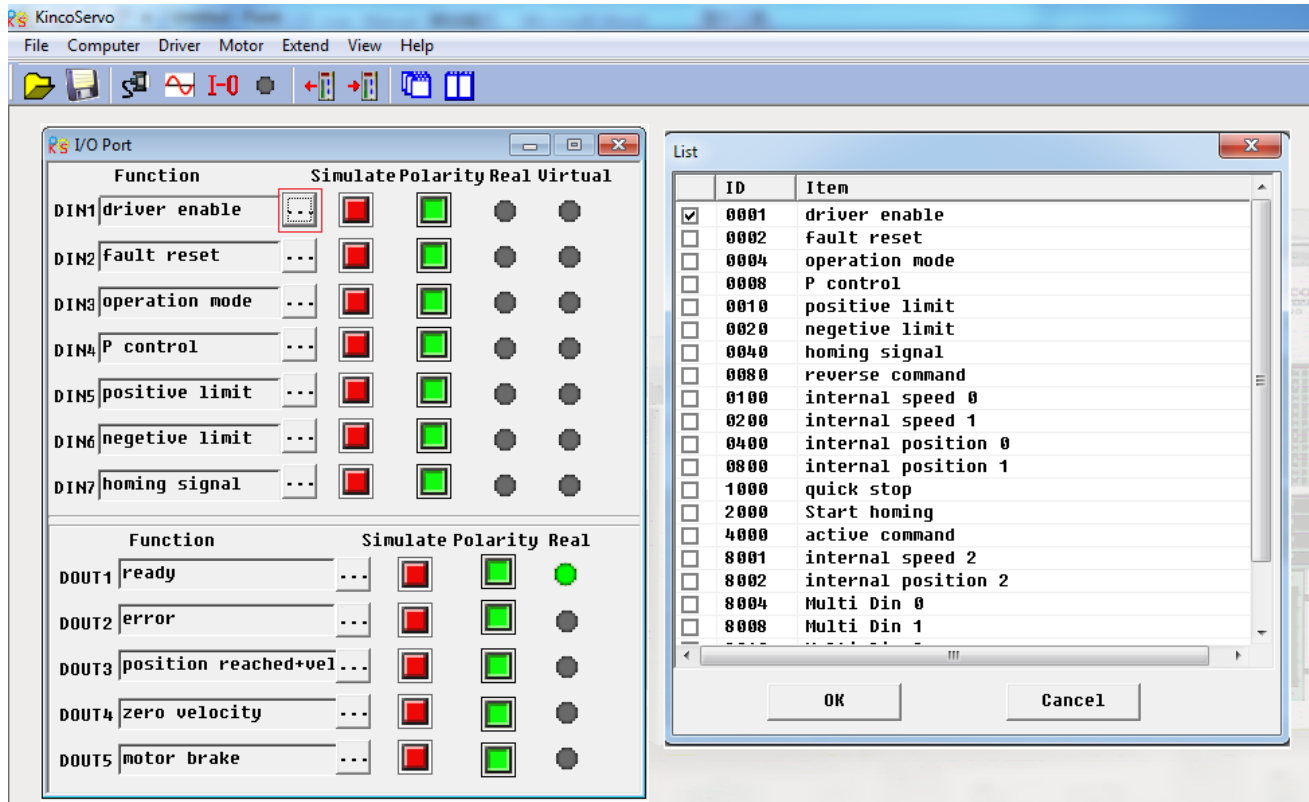 KincoServo
File Computer Driver Motor Extend View Help
I-O
I/O Port
Function Simulate Polarity Real Virtual
DIN1 driver enable ...
DIN2 fault reset ...
DIN3 operation mode ...
DIN4 P control ...
DIN5 positive limit ...
DIN6 negetive limit ...
DIN7 homing signal ...
Function Simulate Polarity Real
DOUT1 ready ...
DOUT2 error ...
DOUT3 position reached+vel ...
DOUT4 zero velocity ...
DOUT5 motor brake ...
List
ID Item
0001 driver enable
0002 fault reset
0004 operation mode
0008 P control
0010 positive limit
0020 negetive limit
0040 homing signal
0080 reverse command
0100 internal speed 0
0200 internal speed 1
0400 internal position 0
0800 internal position 1
1000 quick stop
2000 Start homing
4000 active command
8001 internal speed 2
8002 internal position 2
8004 Multi Din 0
8008 Multi Din 1
OK Cancel